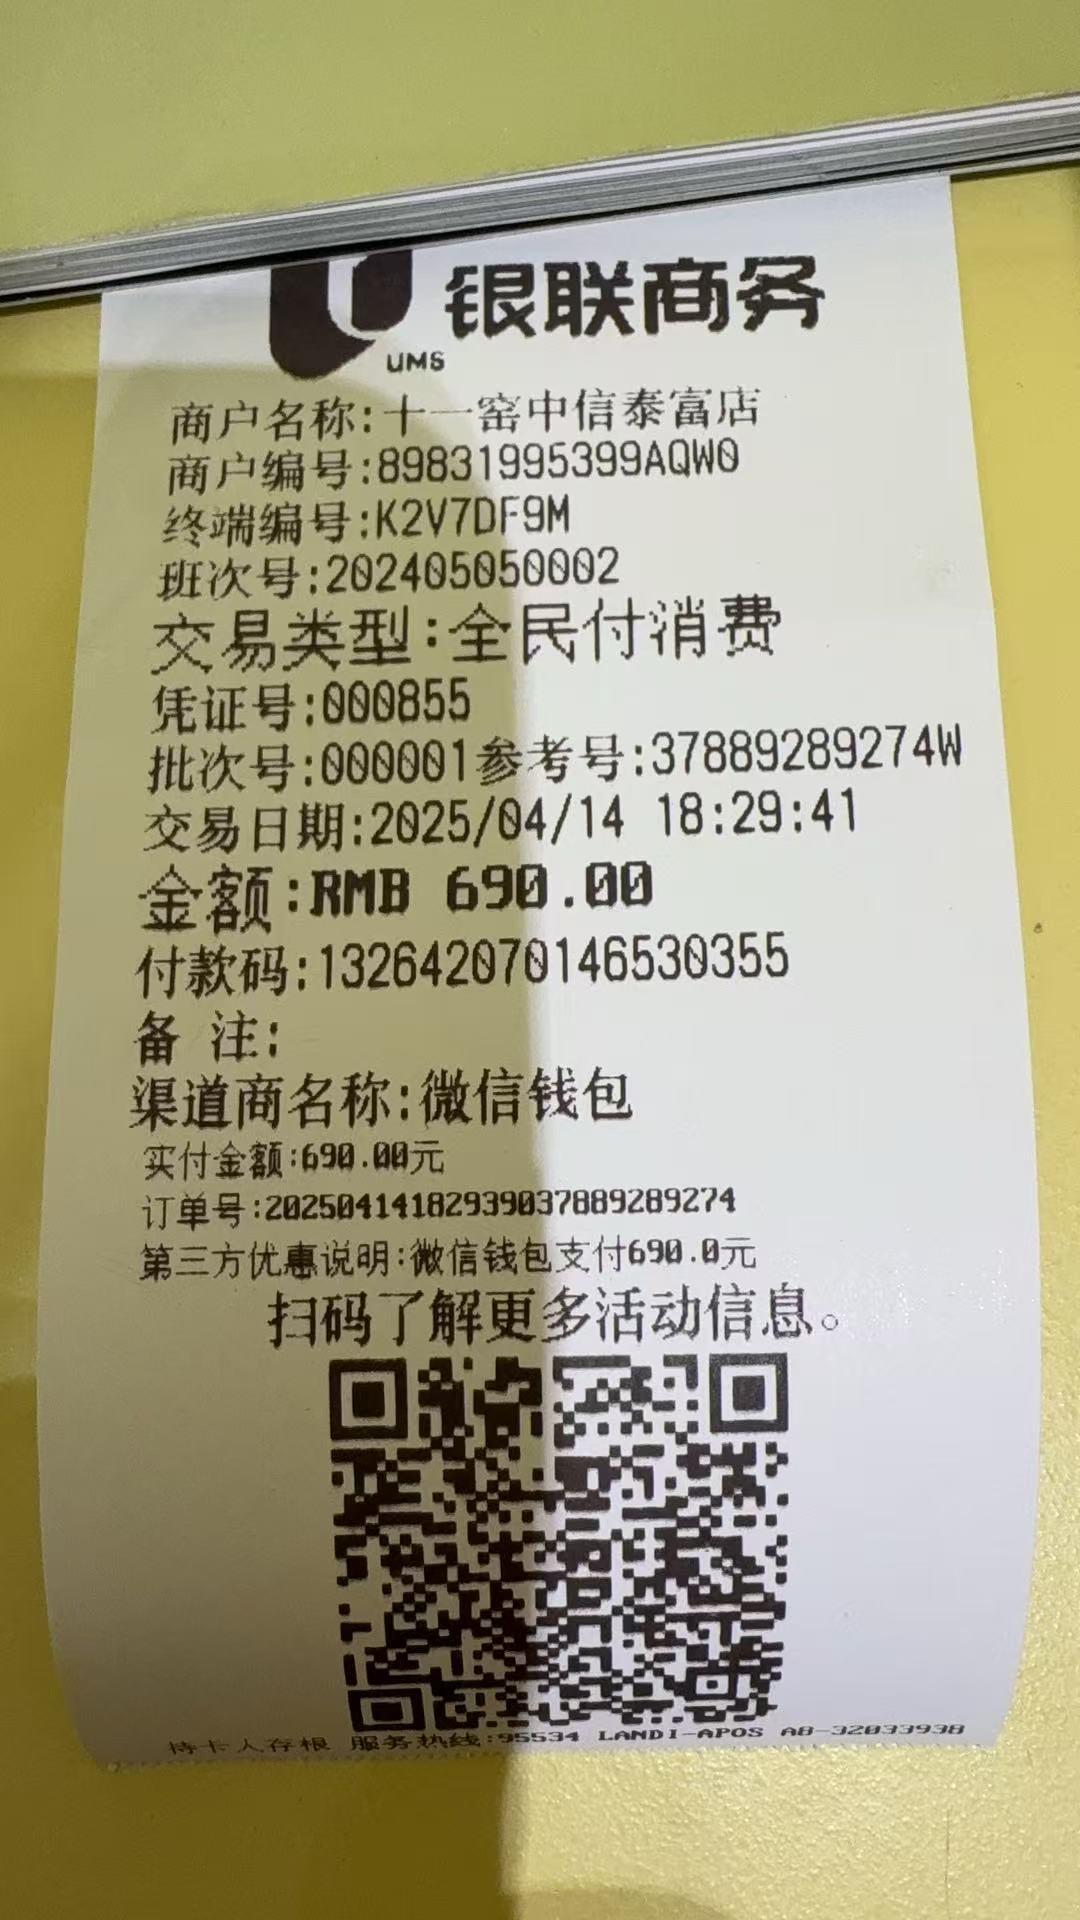 银联商务
UMS
商户名称:十一窑中信泰富店
商户编号:89831995399AQW0
终端编号:K2V7DF9M
班次号:202405050002
交易类型:全民付消费
凭证号:000855
批次号:000001参考号:37889289274W
交易日期:2025/04/14 18:29:41
金额:RMB 690.00
付款码:132642070146530355
备 注:
渠道商名称:微信钱包
实付金额:690.00元
订单号:20250414182939037889289274
第三方优惠说明:微信钱包支付690.0元
扫码了解更多活动信息。
持卡人存根 服务热线:95534 LANDI-APOS A8-32033938